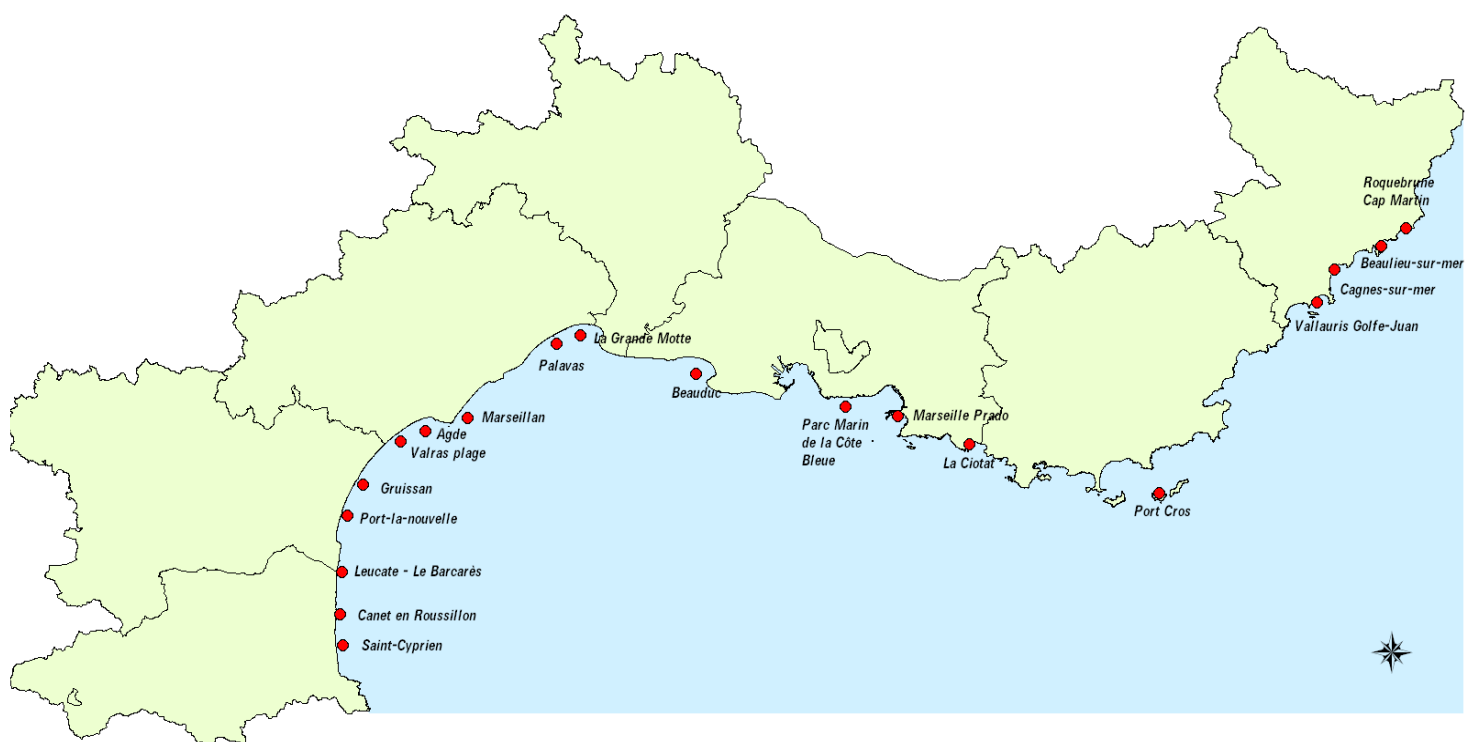 Roquebrune
Cap Martin
Beaulieu-sur-mer
Cagnes-sur-mer
Vallauris Golfe-Juan
La Grande Motte
Palavas
Beauduc
Marseillan
Marseille Prado
Parc Marin
de la Côte
Bleue
Agde
Valras plage
La Ciotat
Gruissan
Port Cros
Port-la-nouvelle
Leucate - Le Barcarès
Canet en Roussillon
Saint-Cyprien